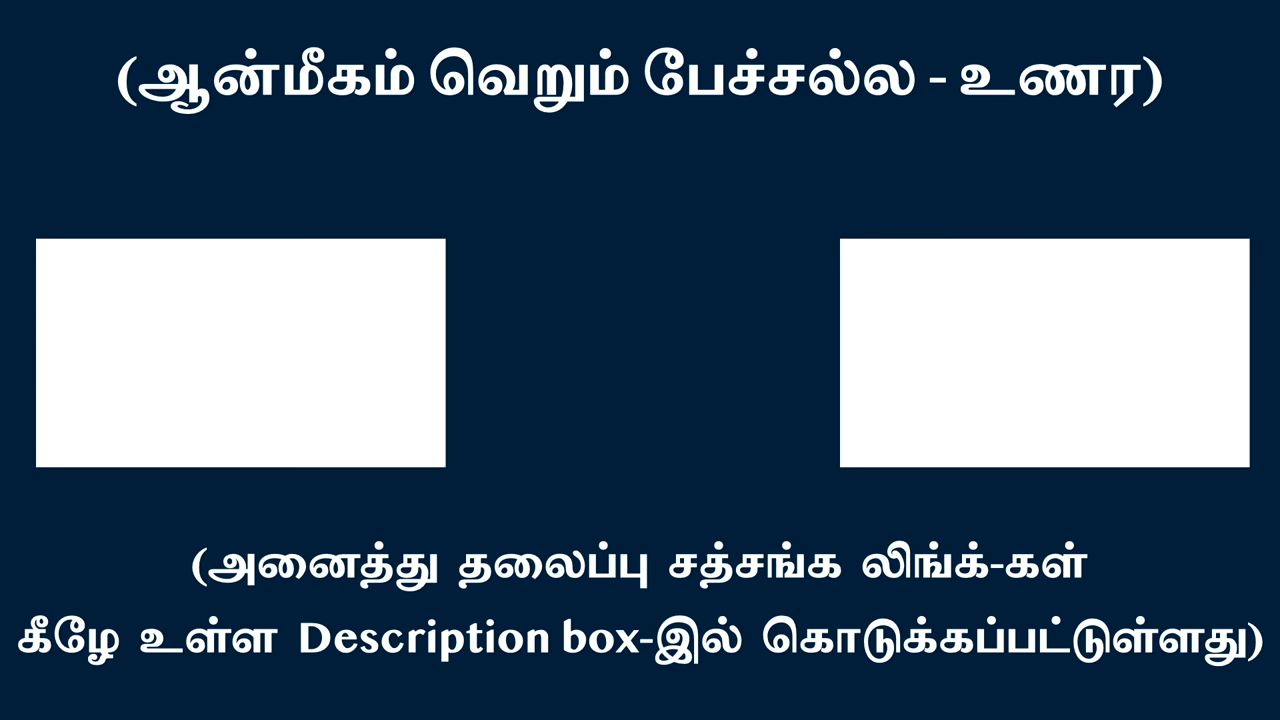 (ஆன்மீகம் வெறும் பேச்சல்ல - உணர)
(அனைத்து தலைப்பு சத்சங்க லிங்க்-கள்
கீழே உள்ள Description box-இல் கொடுக்கப்பட்டுள்ளது)